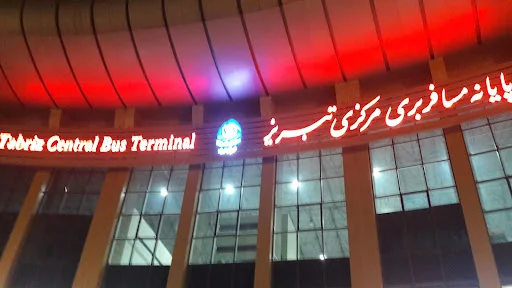 پایانه مسافربری مرکزی تبریز
Tabriz Central Bus Terminal